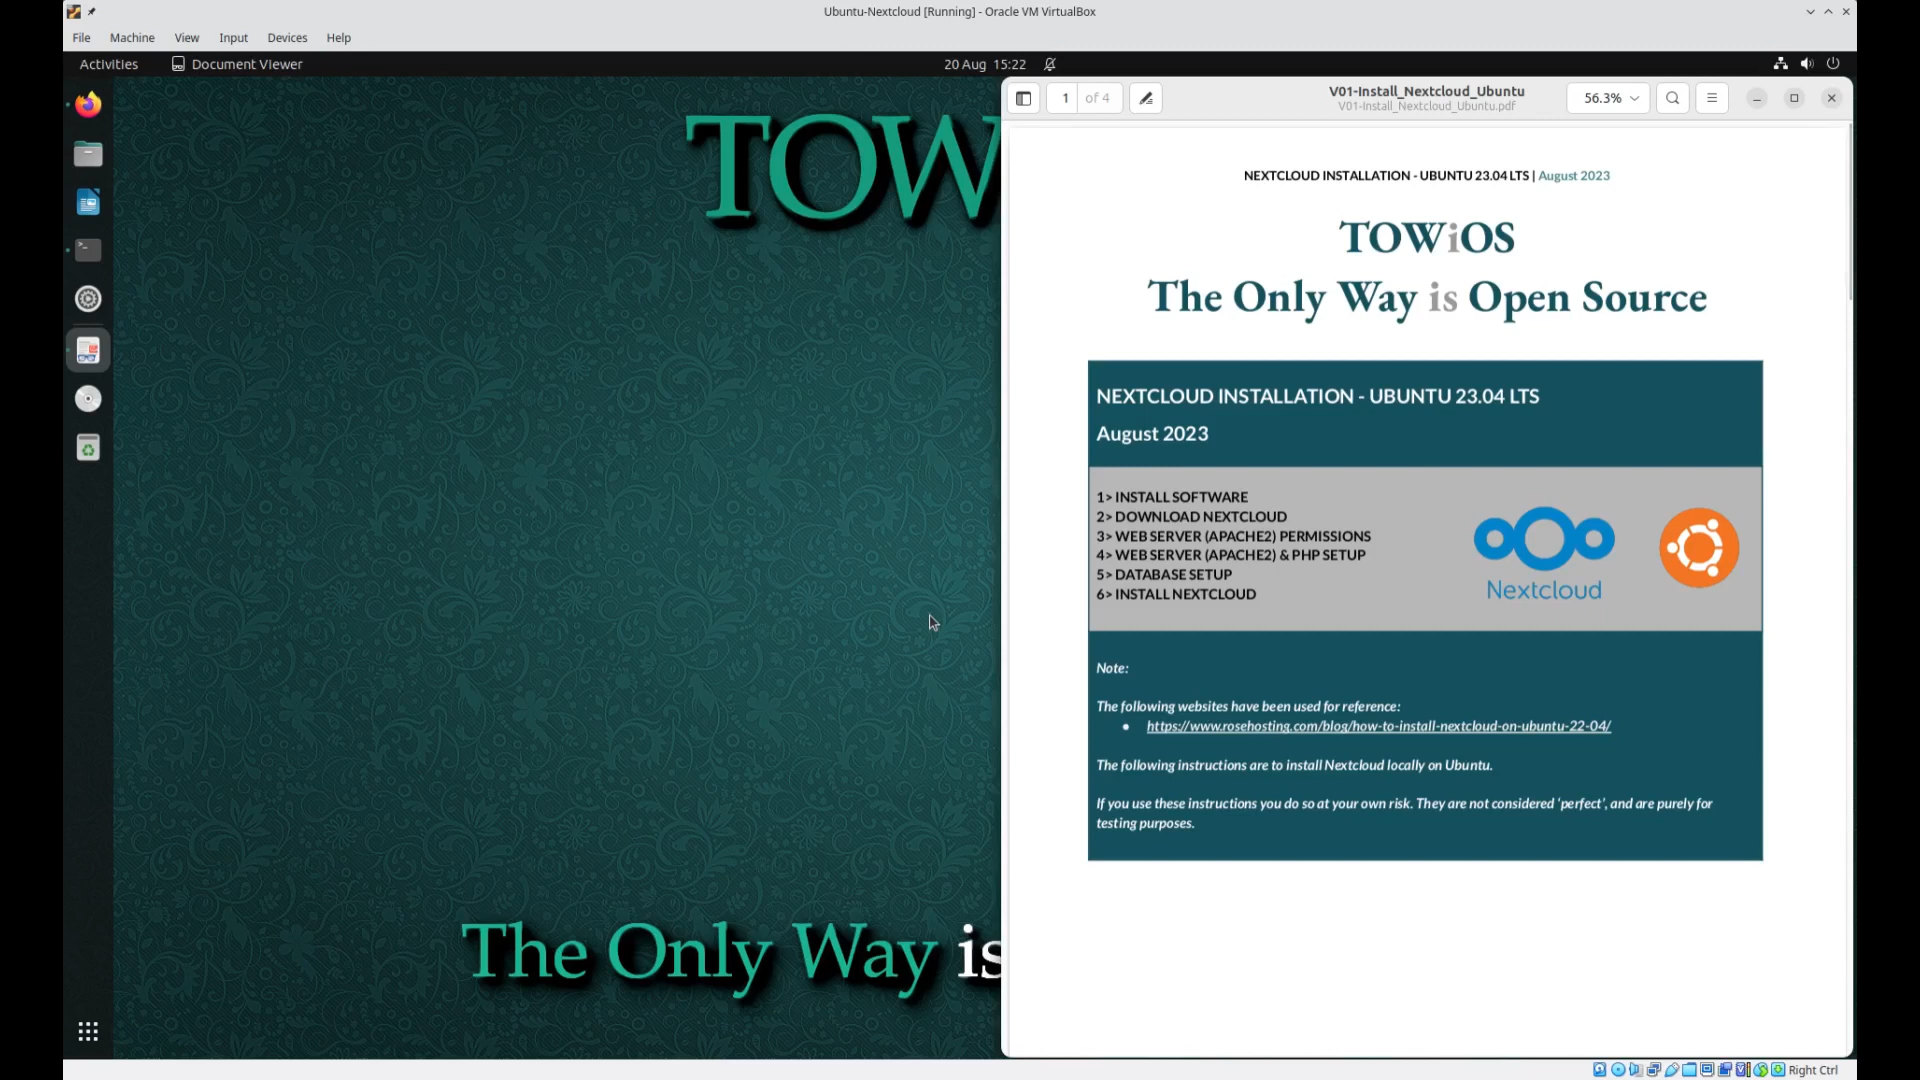 Ubuntu-Nextcloud [Running] - Oracle VM VirtualBox
File Machine View Input Devices Help
Activities Document Viewer 20 Aug 15:22
1 of 4 V01-Install_Nextcloud_Ubuntu 56.3%
V01-Install_Nextcloud_Ubuntu.pdf
TOW
The Only Way is
NEXTCLOUD INSTALLATION - UBUNTU 23.04 LTS | August 2023
TOWiOS
The Only Way is Open Source
NEXTCLOUD INSTALLATION - UBUNTU 23.04 LTS
August 2023
1> INSTALL SOFTWARE
2> DOWNLOAD NEXTCLOUD
3> WEB SERVER (APACHE2) PERMISSIONS
4> WEB SERVER (APACHE2) & PHP SETUP
5> DATABASE SETUP
6> INSTALL NEXTCLOUD
Nextcloud
Note:
The following websites have been used for reference:
• https://www.rosehosting.com/blog/how-to-install-nextcloud-on-ubuntu-22-04/
The following instructions are to install Nextcloud locally on Ubuntu.
If you use these instructions you do so at your own risk. They are not considered 'perfect', and are purely for
testing purposes.
Right Ctrl